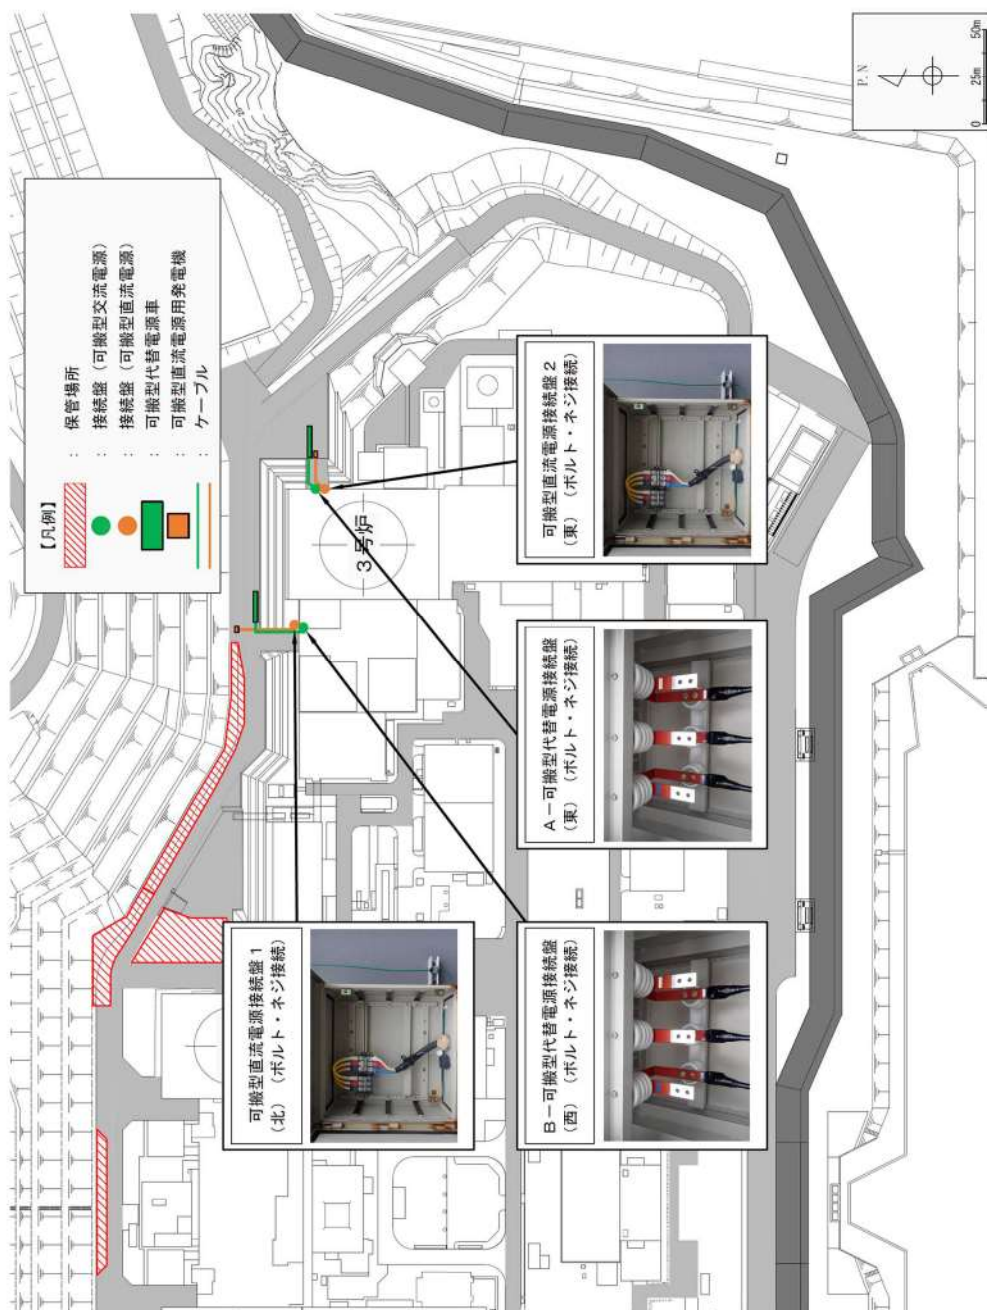 【凡例】
： 保管場所
： 接続盤（可搬型交流電源）
： 接続盤（可搬型直流電源）
： 可搬型代替電源車
： 可搬型直流電源用発電機
： ケーブル
P.N
0 25m 50m
3号炉
可搬型直流電源接続盤1
（北）（ボルト・ネジ接続）
B－可搬型代替電源接続盤
（西）（ボルト・ネジ接続）
A－可搬型代替電源接続盤
（東）（ボルト・ネジ接続）
可搬型直流電源接続盤2
（東）（ボルト・ネジ接続）